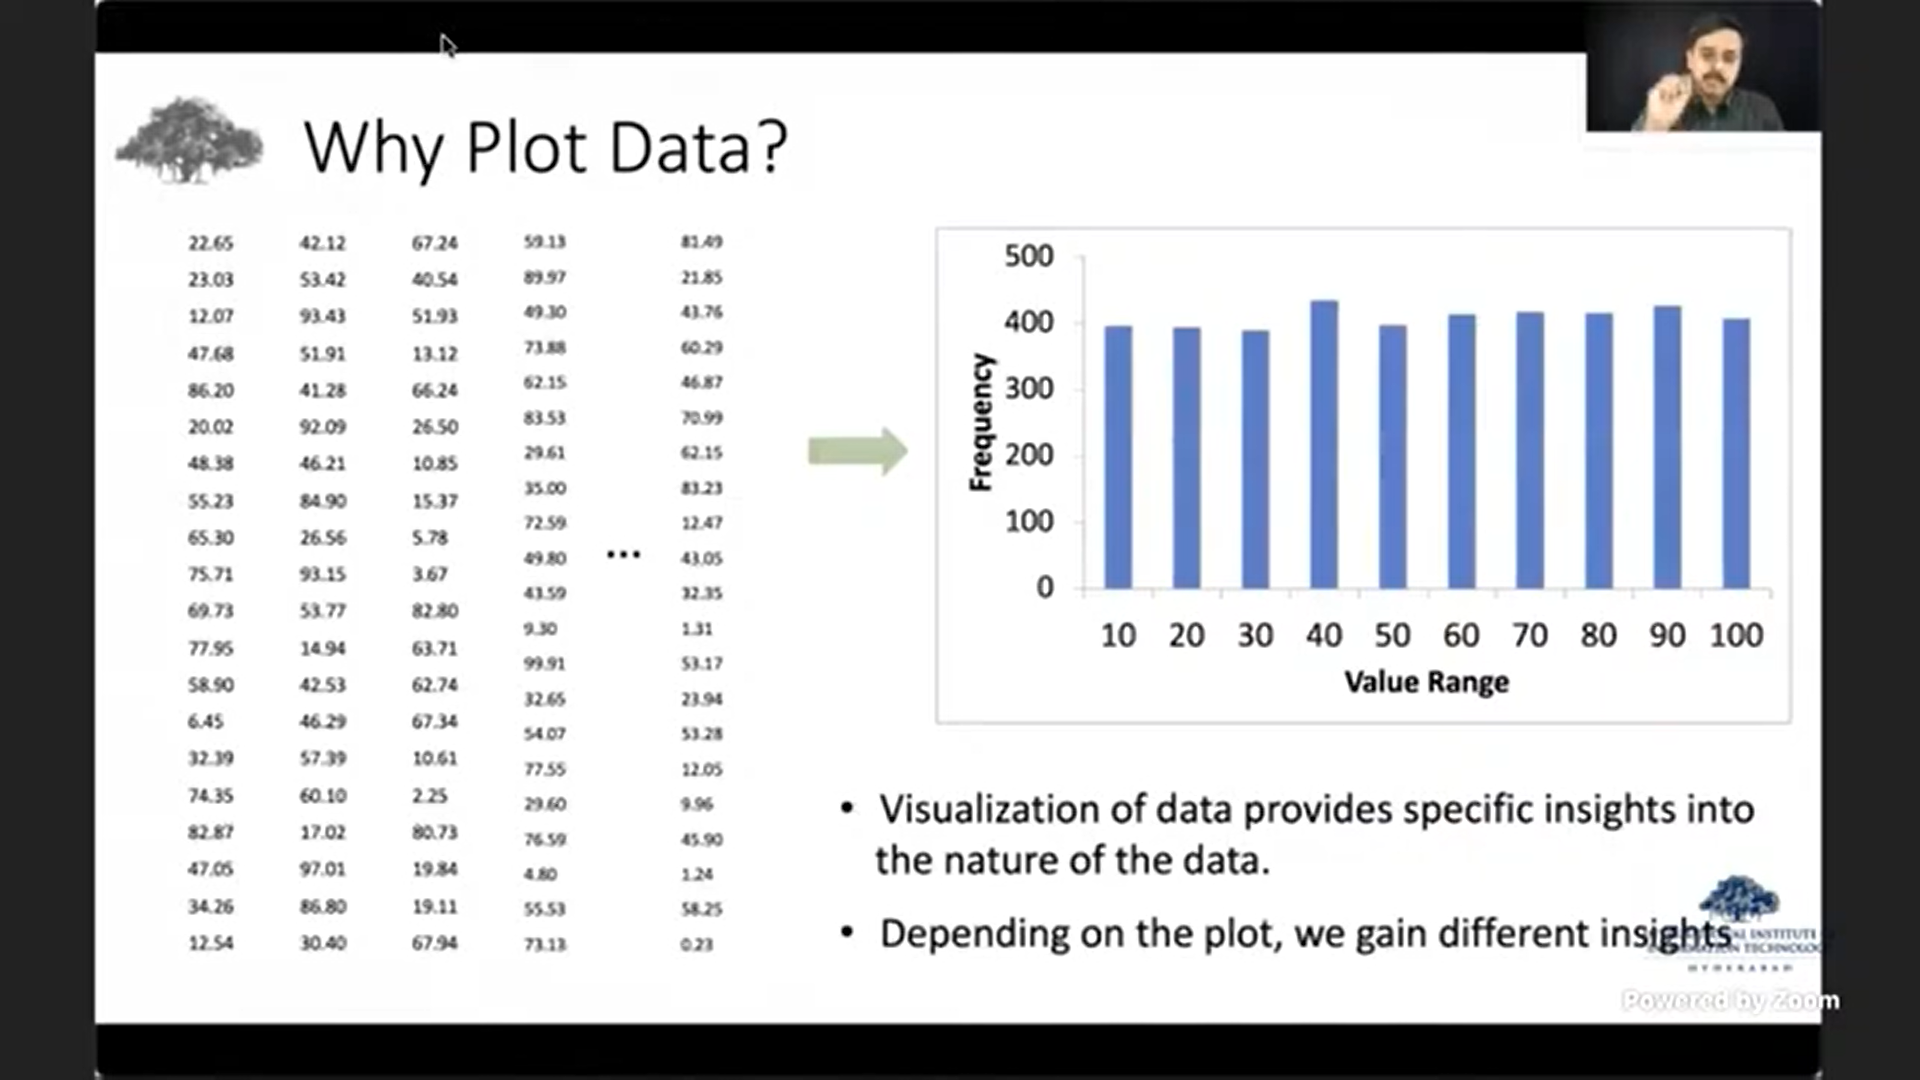 Why Plot Data?
22.65 42.12 67.24 59.13 81.49
23.03 53.42 40.54 89.97 21.85
12.07 93.43 51.93 49.30 43.76
47.68 51.91 13.12 73.88 60.29
86.20 41.28 66.24 62.15 46.87
20.02 92.09 26.50 83.53 70.99
48.38 46.21 10.85 29.61 62.15
55.23 84.90 15.37 35.00 83.23
65.30 26.56 5.78 72.59 12.47
75.71 93.15 3.67 49.80 ... 43.05
69.73 53.77 82.80 43.59 32.35
77.95 14.94 63.71 9.30 1.31
58.90 42.53 62.74 99.91 53.17
6.45 46.29 67.34 32.65 23.94
32.39 57.39 10.61 54.07 53.28
74.35 60.10 2.25 77.55 12.05
82.87 17.02 80.73 29.60 9.96
47.05 97.01 19.84 76.59 45.90
34.26 86.80 19.11 4.80 1.24
12.54 30.40 67.94 55.53 58.25
73.13 0.23
500
400
300
200
100
0
Frequency
10 20 30 40 50 60 70 80 90 100
Value Range
• Visualization of data provides specific insights into
the nature of the data.
• Depending on the plot, we gain different insights
INSTITUTE
TECHNOLOGY
HYDERABAD
Powered by Zoom